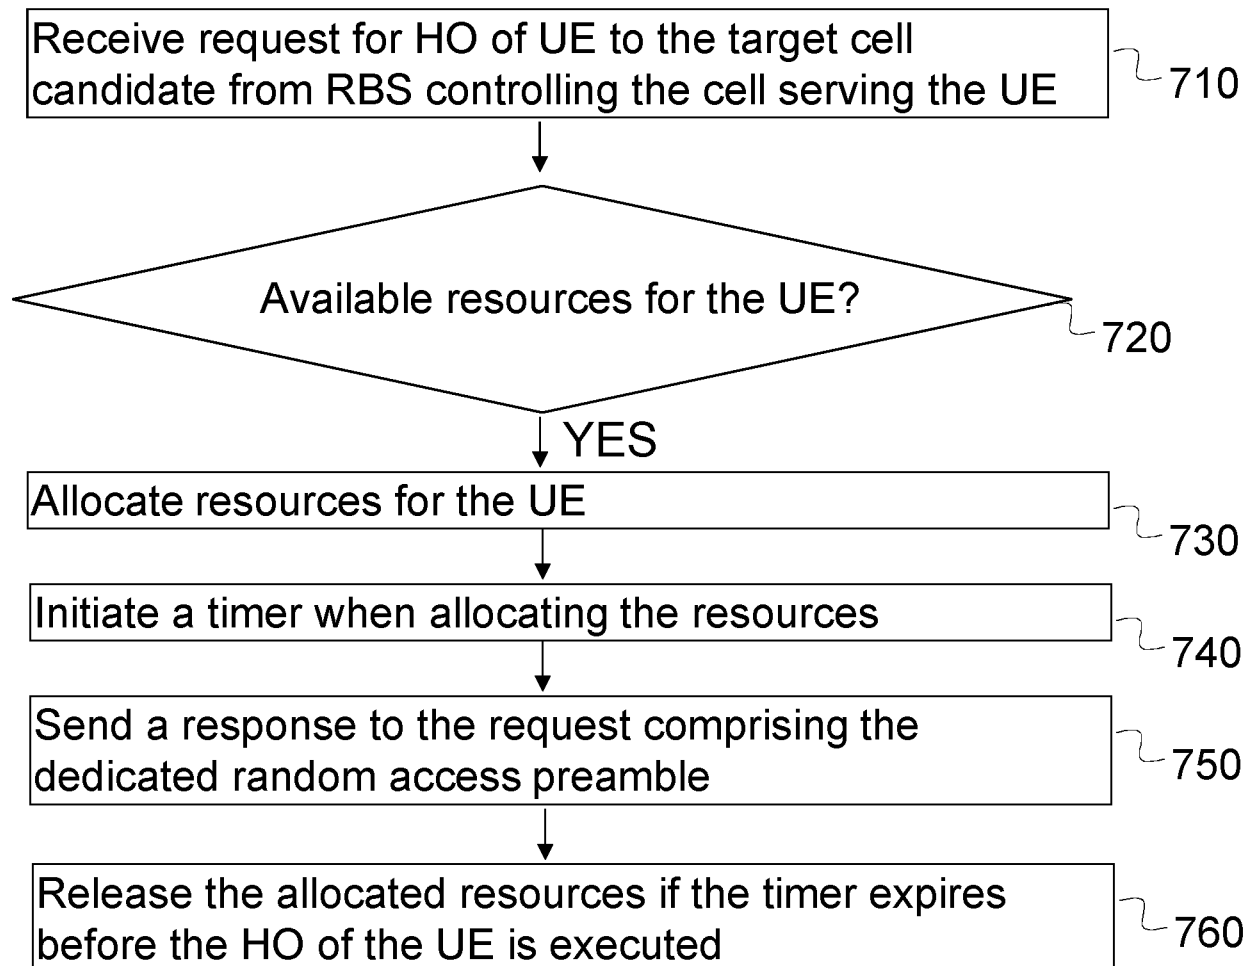 Receive request for HO of UE to the target cell
candidate from RBS controlling the cell serving the UE
710
Available resources for the UE?
720
YES
Allocate resources for the UE
730
Initiate a timer when allocating the resources
740
Send a response to the request comprising the
dedicated random access preamble
750
Release the allocated resources if the timer expires
before the HO of the UE is executed
760